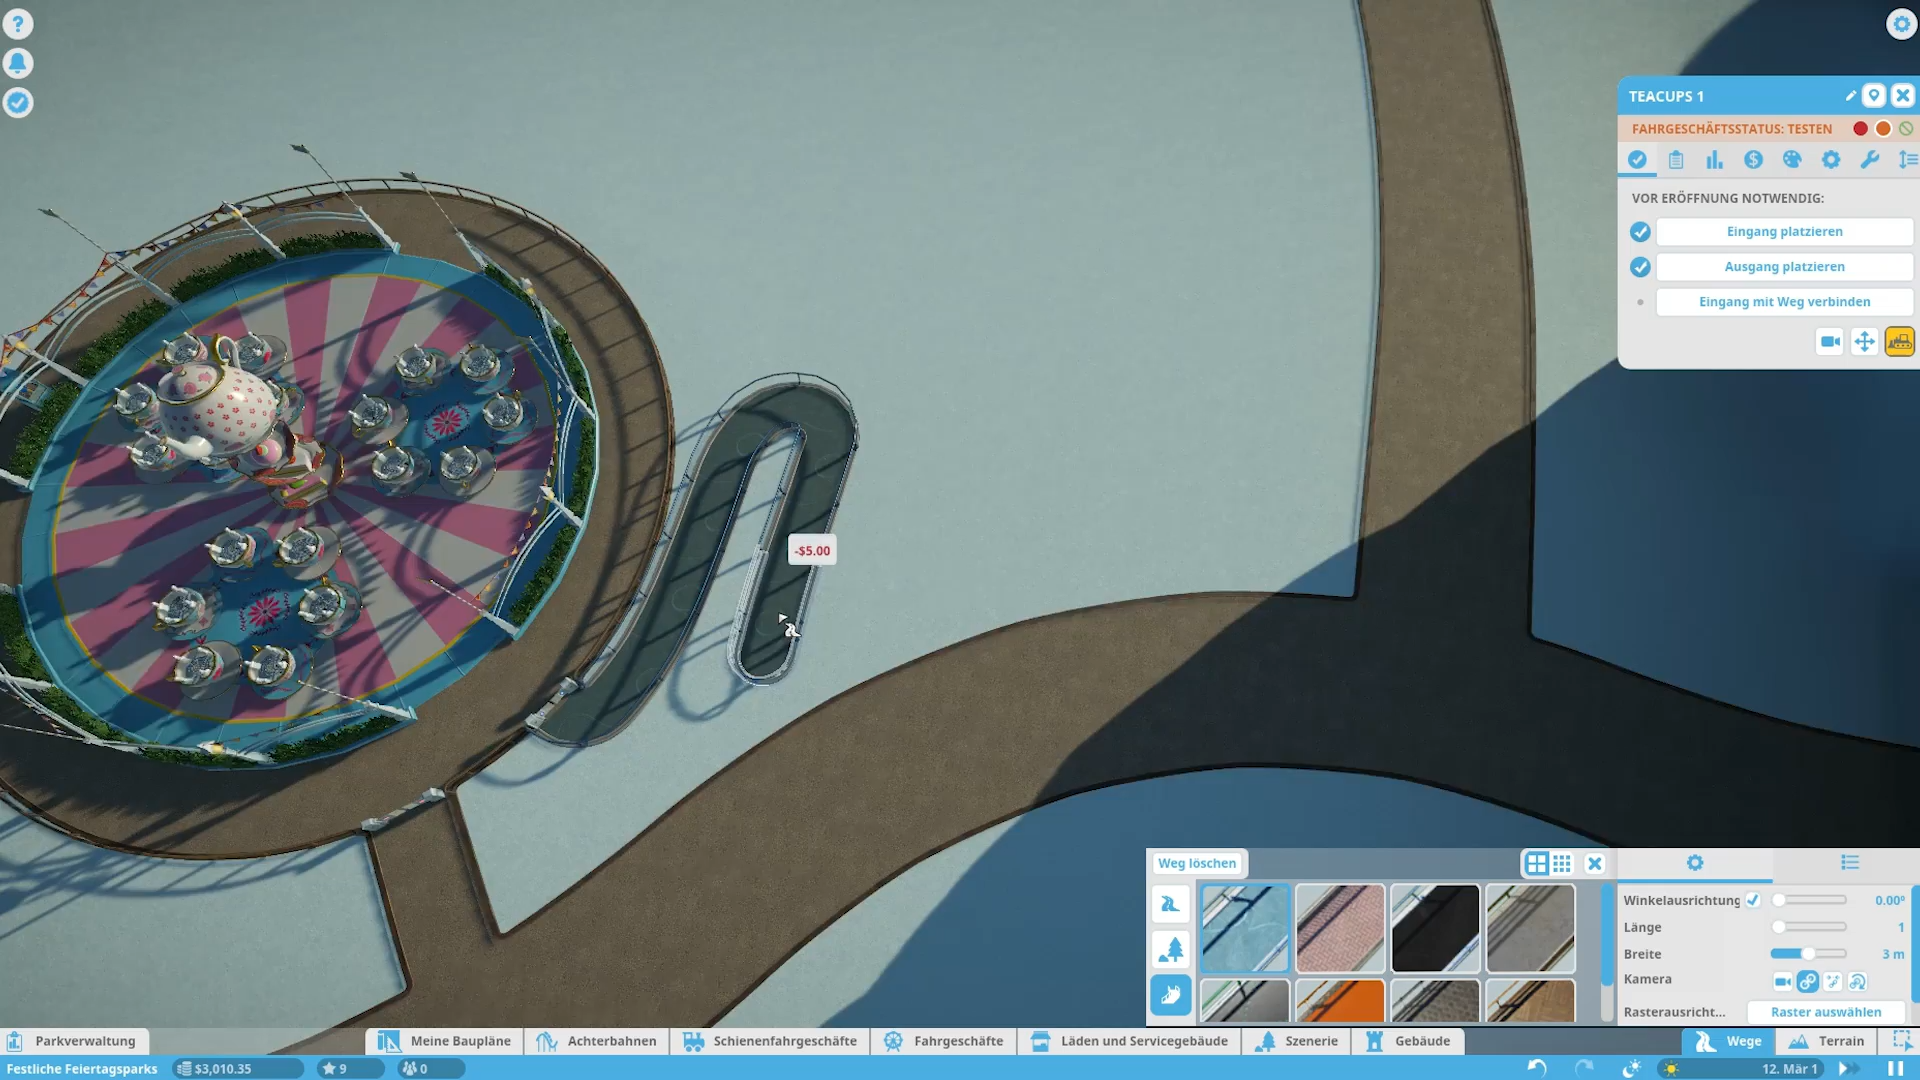 ?
TEACUPS 1
FAHRGESCHÄFTSSTATUS: TESTEN
VOR ERÖFFNUNG NOTWENDIG:
Eingang platzieren
Ausgang platzieren
Eingang mit Weg verbinden
-$5.00
Weg löschen
Winkelausrichtung 0.00°
Länge 1
Breite 3 m
Kamera
Rasterausricht... Raster auswählen
Parkverwaltung Meine Baupläne Achterbahnen Schienenfahrgeschäfte Fahrgeschäfte Läden und Servicegebäude Szenerie Gebäude Wege Terrain
Festliche Feiertagsparks $3,010.35 9 0 12. Mär 1